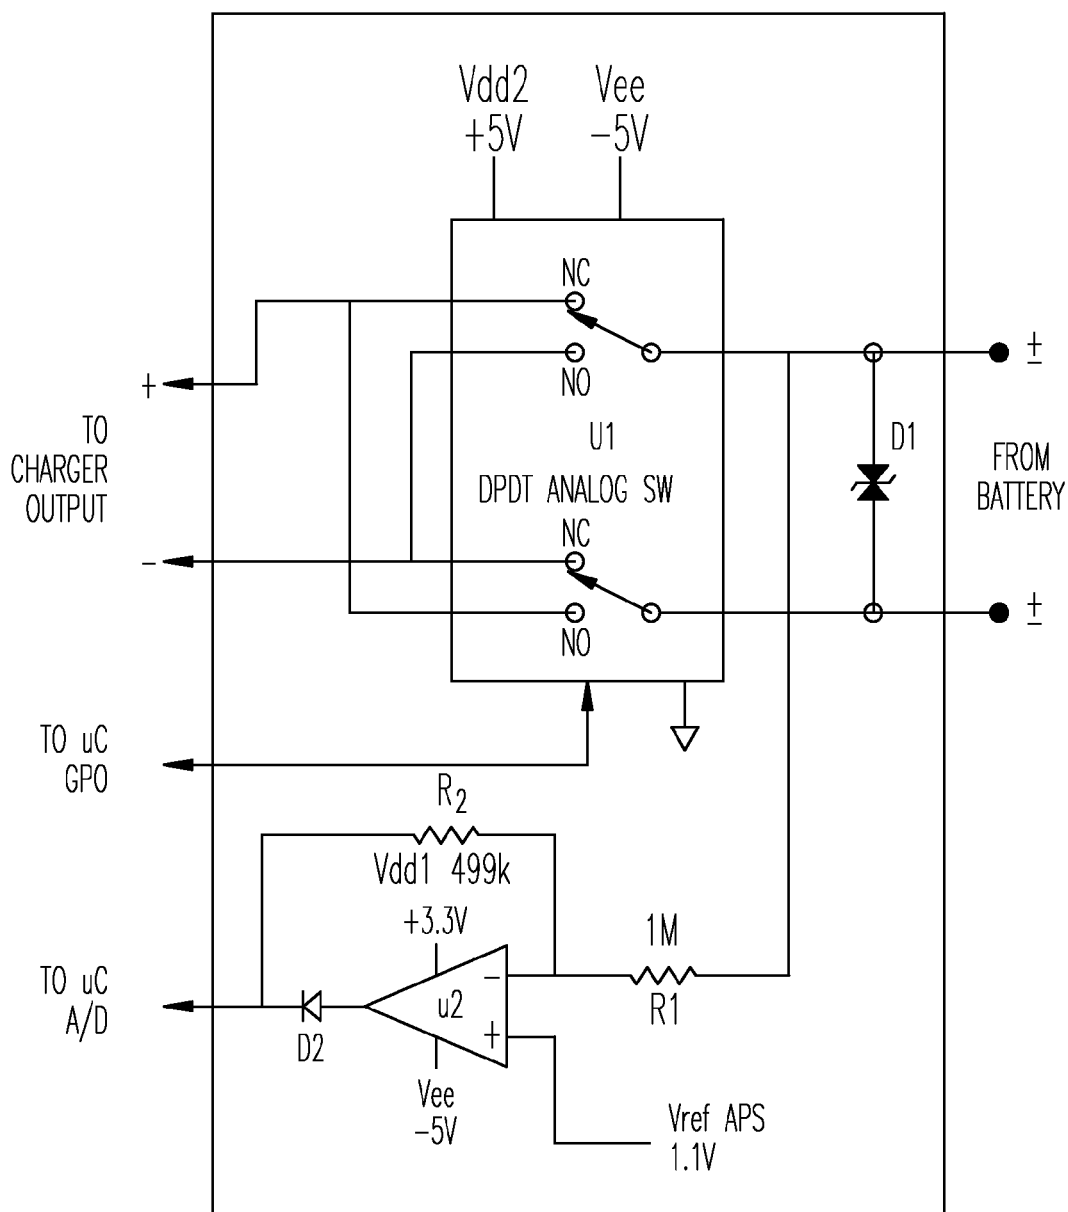 Vdd2
+5V
Vee
−5V
NC
NO
U1
DPDT ANALOG SW
NC
NO
+
TO
CHARGER
OUTPUT
−
D1
±
FROM
BATTERY
±
TO uC
GPO
R2
Vdd1 499k
+3.3V
1M
R1
TO uC
A/D
D2
u2
−
+
Vee
−5V
Vref APS
1.1V